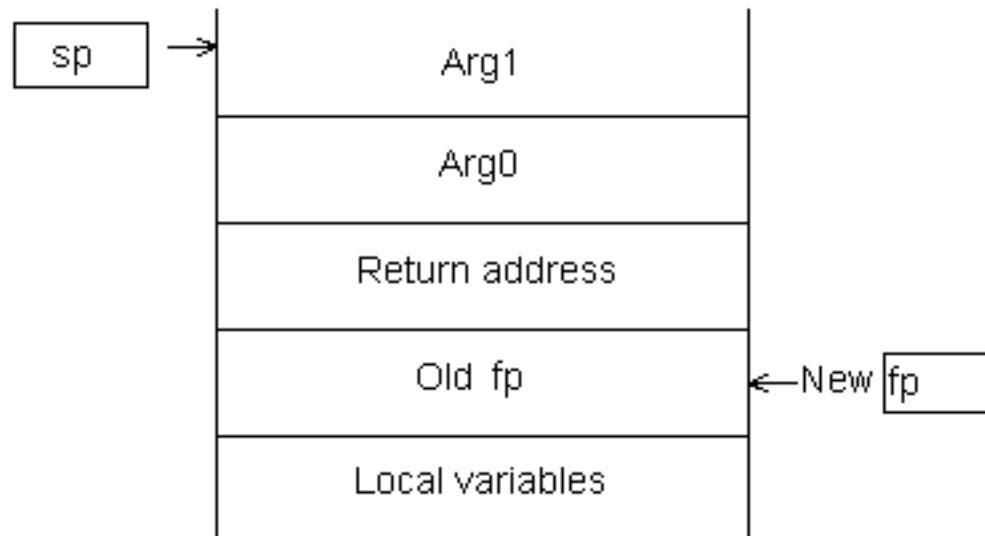 sp
Arg1
Arg0
Return address
Old fp
New fp
Local variables